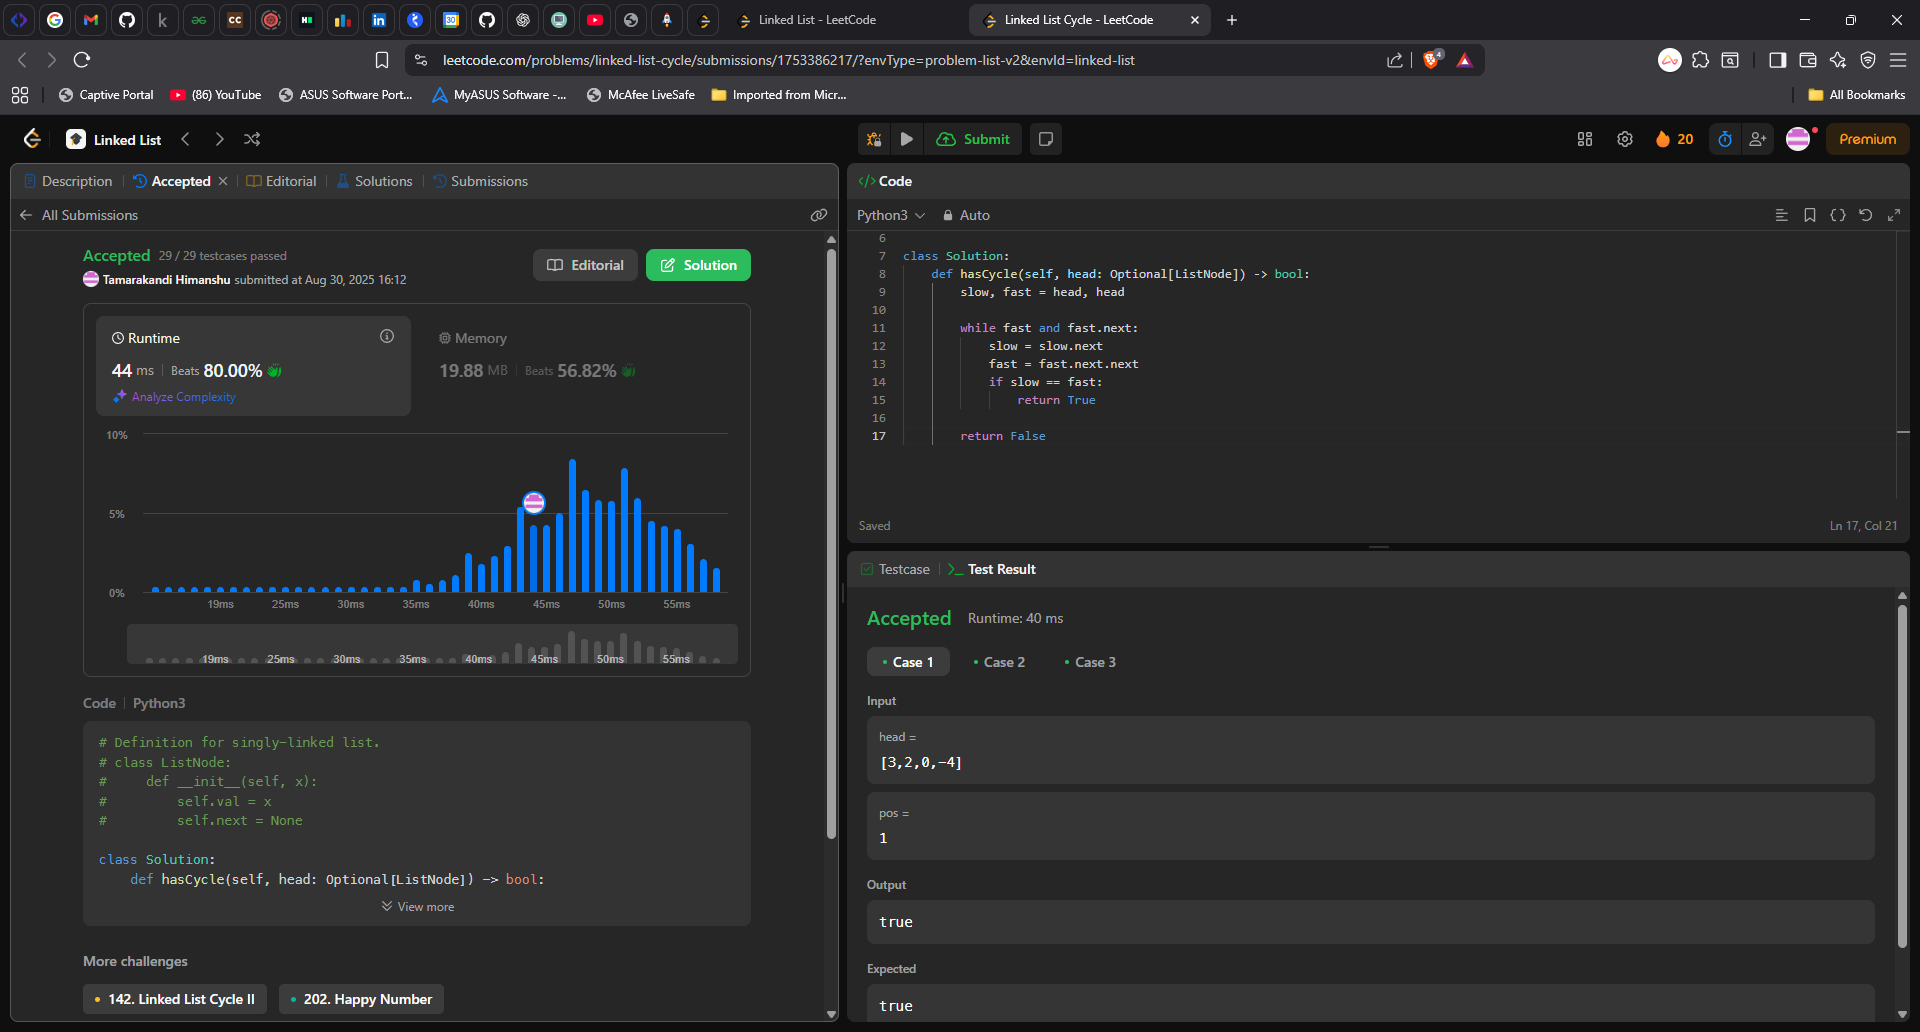 Linked List - LeetCode
Linked List Cycle - LeetCode
leetcode.com/problems/linked-list-cycle/submissions/1753386217/?envType=problem-list-v2&envId=linked-list
4
Captive Portal
(86) YouTube
ASUS Software Port...
MyASUS Software -...
McAfee LiveSafe
Imported from Micr...
All Bookmarks
Linked List
Submit
20
Premium
Description
Accepted
Editorial
Solutions
Submissions
All Submissions
Accepted 29 / 29 testcases passed
Tamarakandi Himanshu submitted at Aug 30, 2025 16:12
Editorial
Solution
Runtime
44 ms | Beats 80.00%
Analyze Complexity
Memory
19.88 MB | Beats 56.82%
10%
5%
0%
19ms 25ms 30ms 35ms 40ms 45ms 50ms 55ms
19ms 25ms 30ms 35ms 40ms 45ms 50ms 55ms
Code | Python3
# Definition for singly-linked list.
# class ListNode:
#     def __init__(self, x):
#         self.val = x
#         self.next = None
class Solution:
    def hasCycle(self, head: Optional[ListNode]) -> bool:
View more
More challenges
142. Linked List Cycle II
202. Happy Number
</> Code
Python3
Auto
6
7 class Solution:
8     def hasCycle(self, head: Optional[ListNode]) -> bool:
9         slow, fast = head, head
10
11         while fast and fast.next:
12             slow = slow.next
13             fast = fast.next.next
14             if slow == fast:
15                 return True
16
17         return False
Saved
Ln 17, Col 21
Testcase
>_ Test Result
Accepted Runtime: 40 ms
Case 1
Case 2
Case 3
Input
head =
[3,2,0,-4]
pos =
1
Output
true
Expected
true